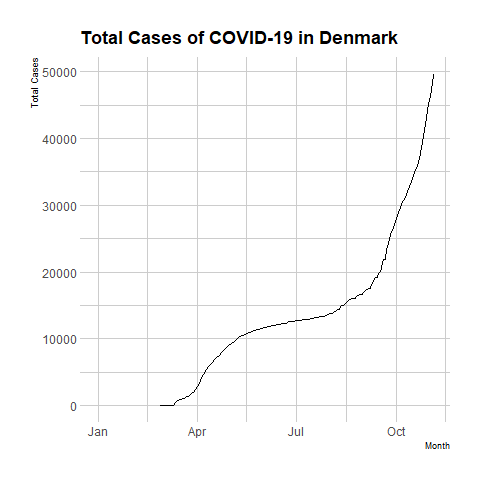 Total Cases of COVID-19 in Denmark
Total Cases
50000
40000
30000
20000
10000
0
Jan Apr Jul Oct
Month